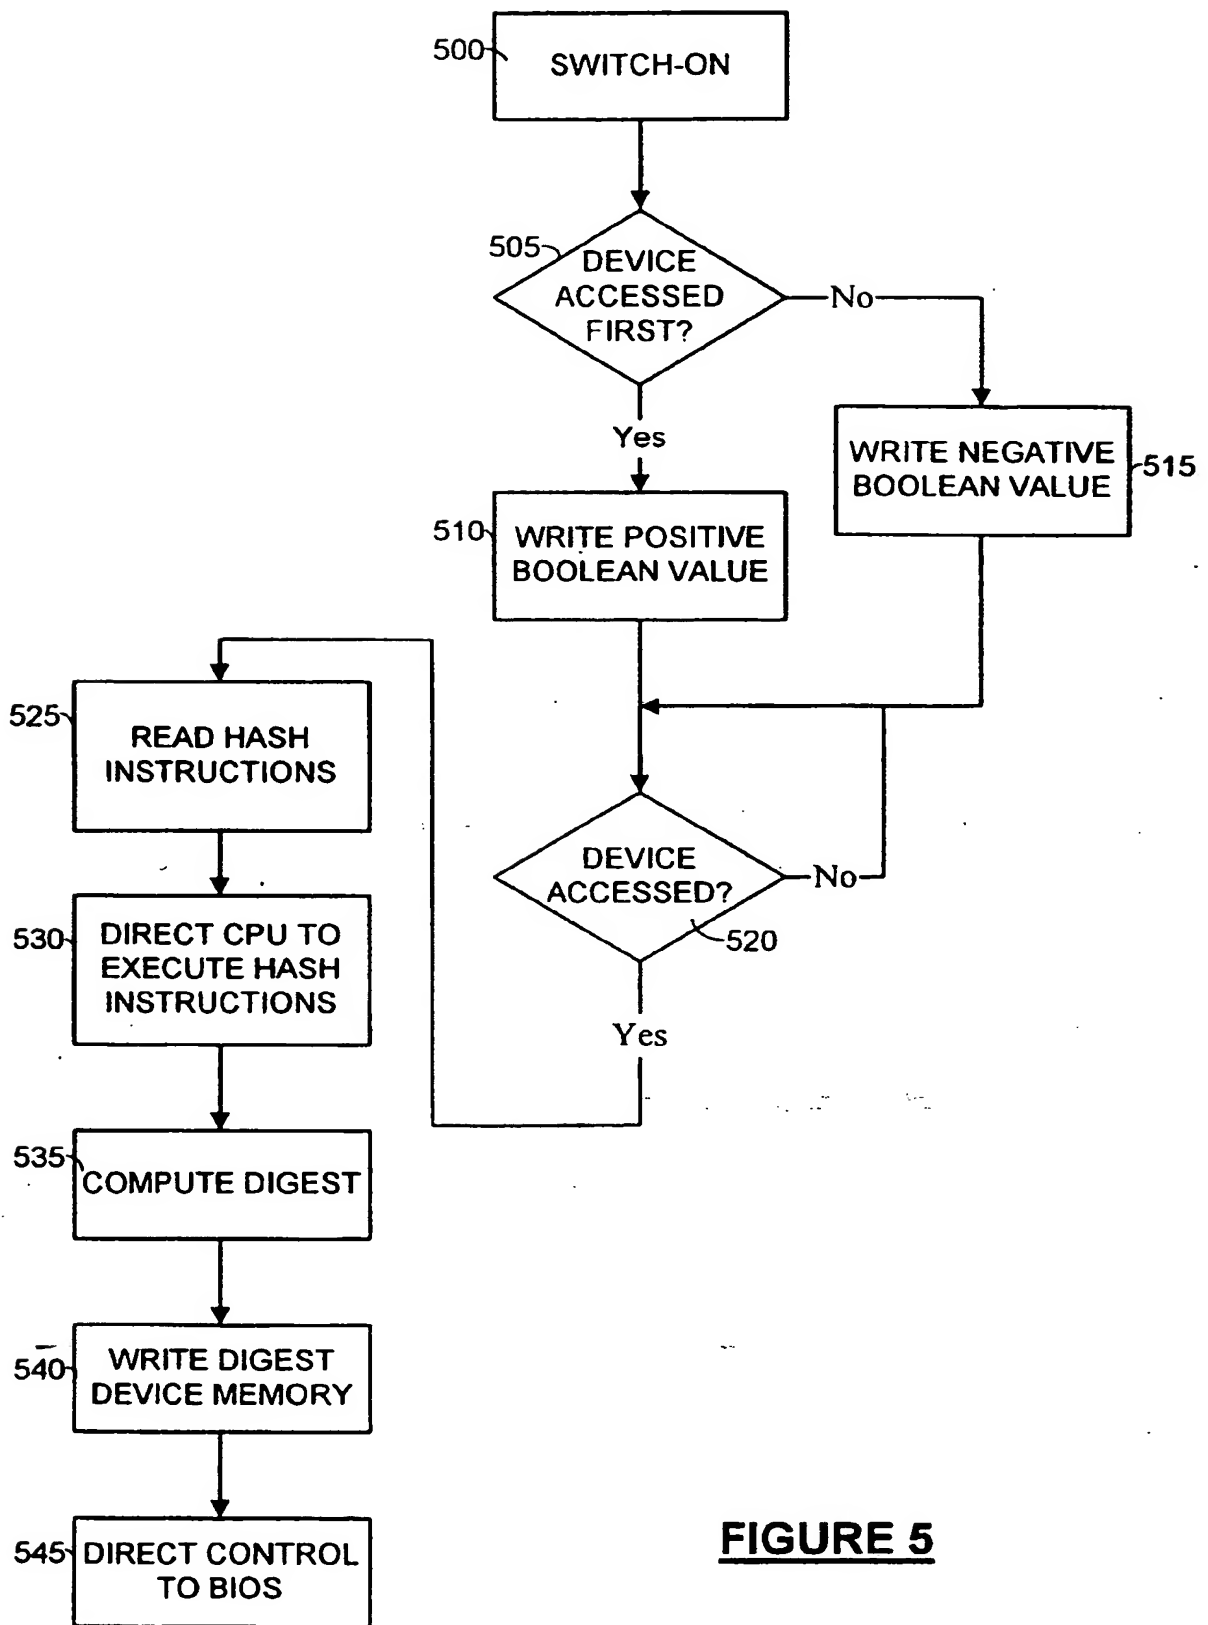 500
SWITCH-ON
505
DEVICE
ACCESSED
FIRST?
No
Yes
WRITE NEGATIVE
BOOLEAN VALUE
515
510
WRITE POSITIVE
BOOLEAN VALUE
525
READ HASH
INSTRUCTIONS
DEVICE
ACCESSED?
No
520
Yes
530
DIRECT CPU TO
EXECUTE HASH
INSTRUCTIONS
535
COMPUTE DIGEST
540
WRITE DIGEST
DEVICE MEMORY
545
DIRECT CONTROL
TO BIOS
FIGURE 5